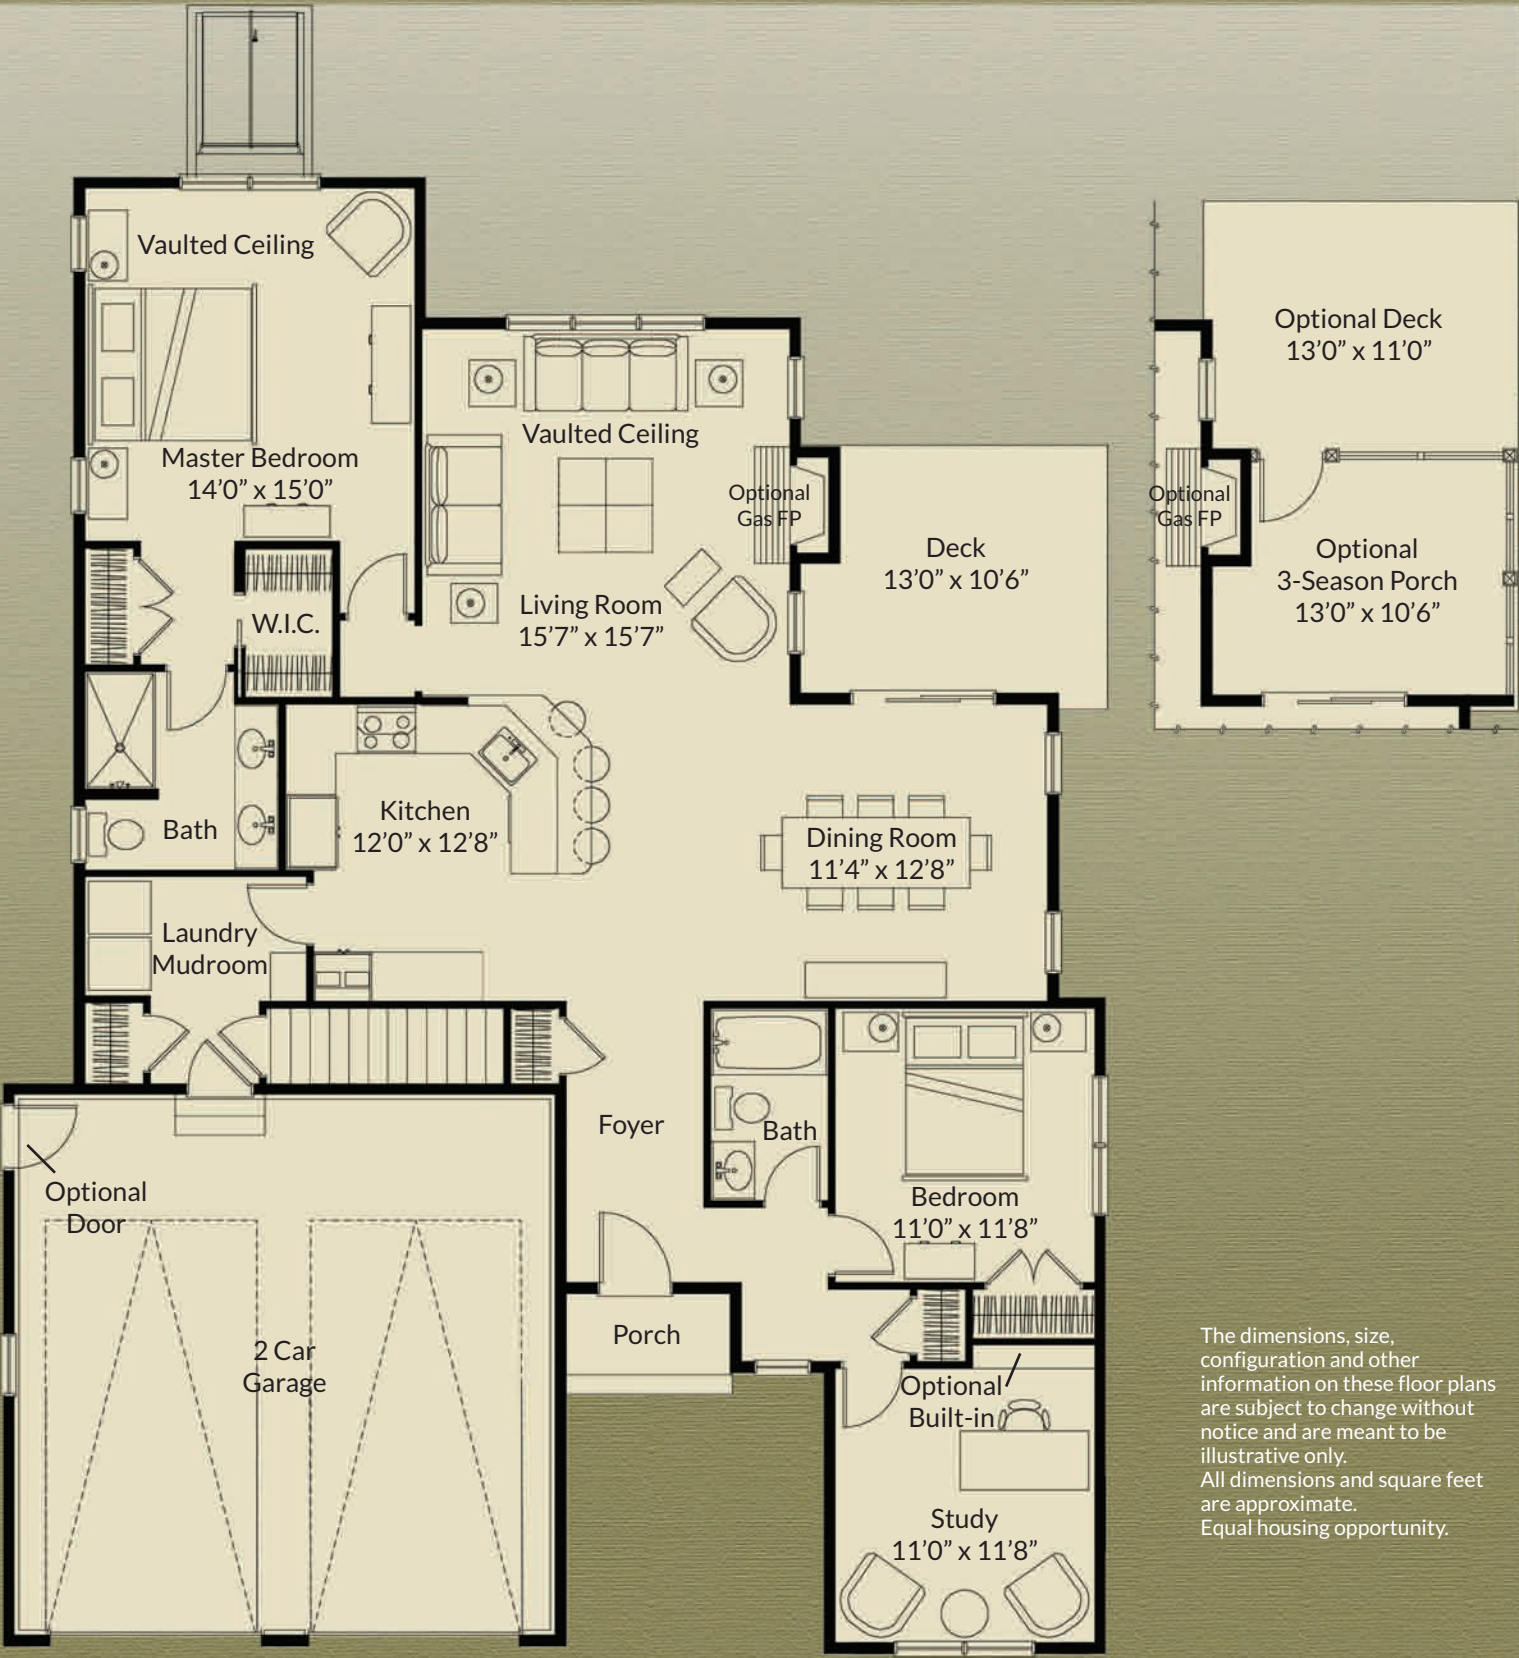 Vaulted Ceiling
Master Bedroom
14’0” x 15’0”
W.I.C.
Bath
Vaulted Ceiling
Optional
Gas FP
Living Room
15’7” x 15’7”
Deck
13’0” x 10’6”
Optional Deck
13’0” x 11’0”
Optional
Gas FP
Optional
3-Season Porch
13’0” x 10’6”
Kitchen
12’0” x 12’8”
Dining Room
11’4” x 12’8”
Laundry
Mudroom
Foyer
Bath
Bedroom
11’0” x 11’8”
Optional
Door
2 Car
Garage
Porch
Optional
Built-in
Study
11’0” x 11’8”
The dimensions, size,
configuration and other
information on these floor plans
are subject to change without
notice and are meant to be
illustrative only.
All dimensions and square feet
are approximate.
Equal housing opportunity.